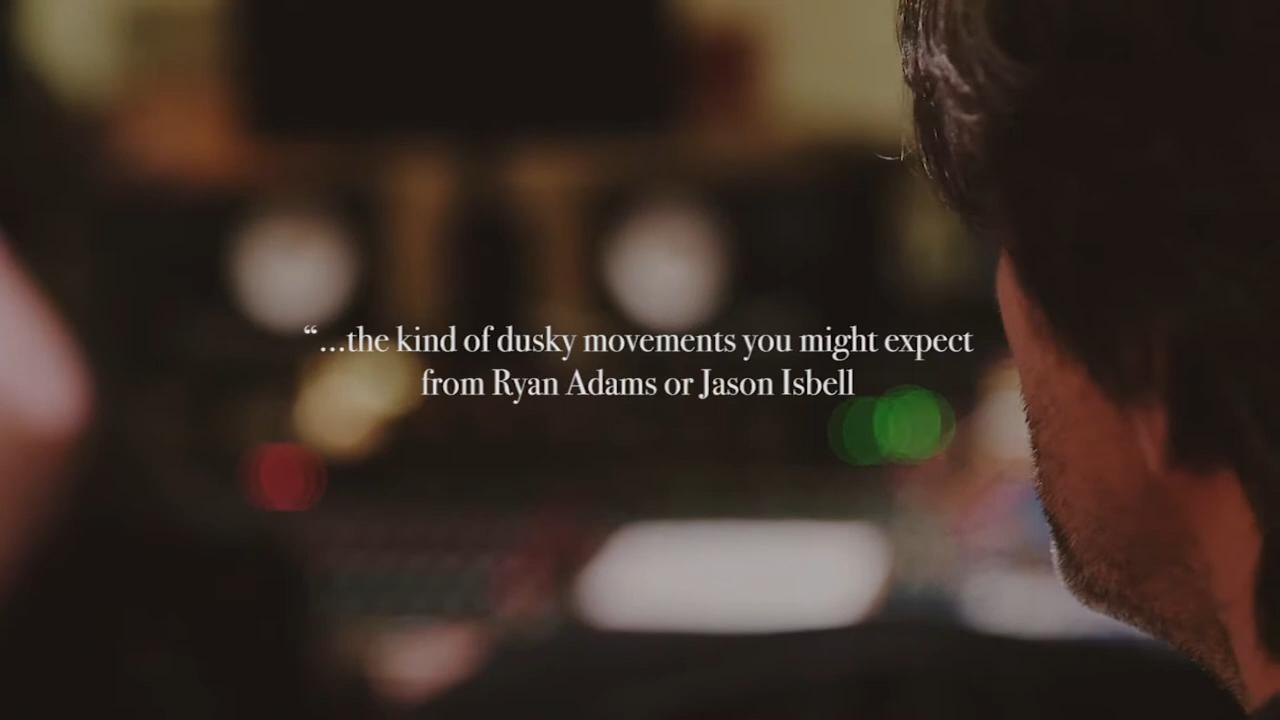 “...the kind of dusky movements you might expect
from Ryan Adams or Jason Isbell